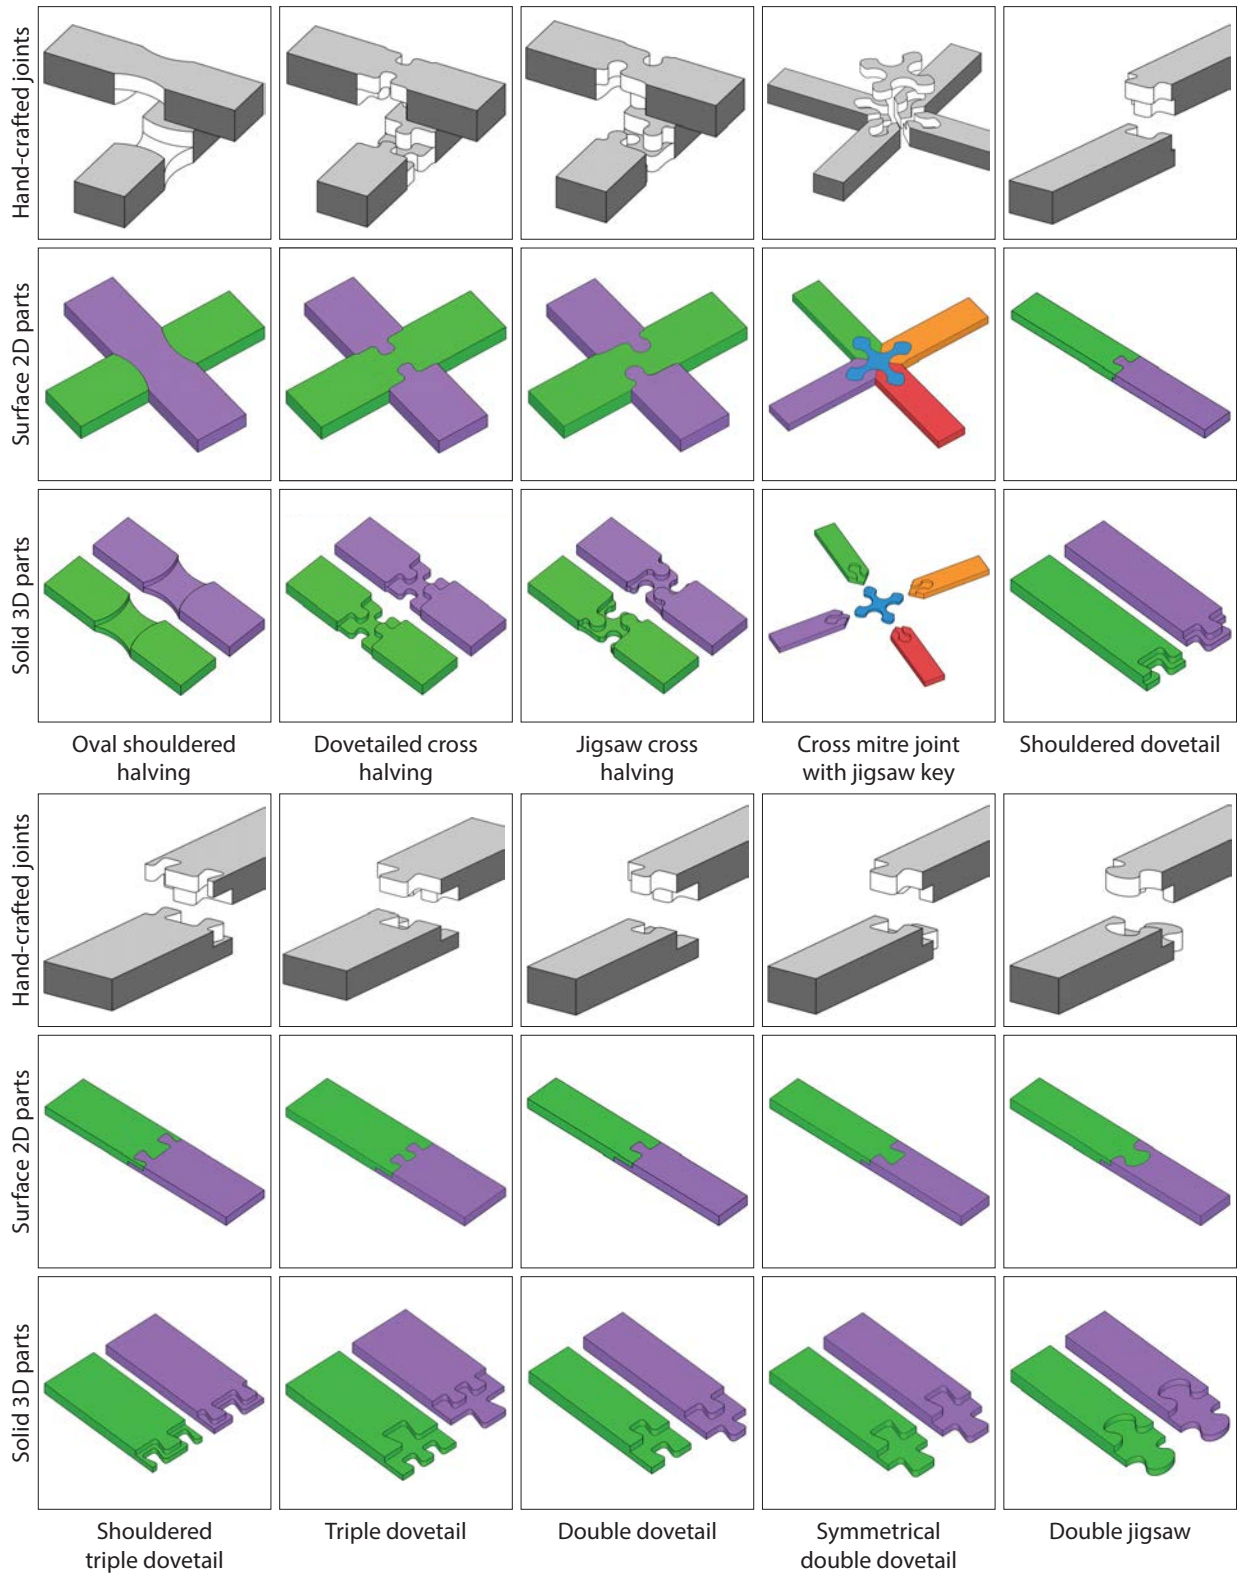 Hand-crafted joints
Surface 2D parts
Solid 3D parts
Oval shouldered
halving
Dovetailed cross
halving
Jigsaw cross
halving
Cross mitre joint
with jigsaw key
Shouldered dovetail
Hand-crafted joints
Surface 2D parts
Solid 3D parts
Shouldered
triple dovetail
Triple dovetail
Double dovetail
Symmetrical
double dovetail
Double jigsaw